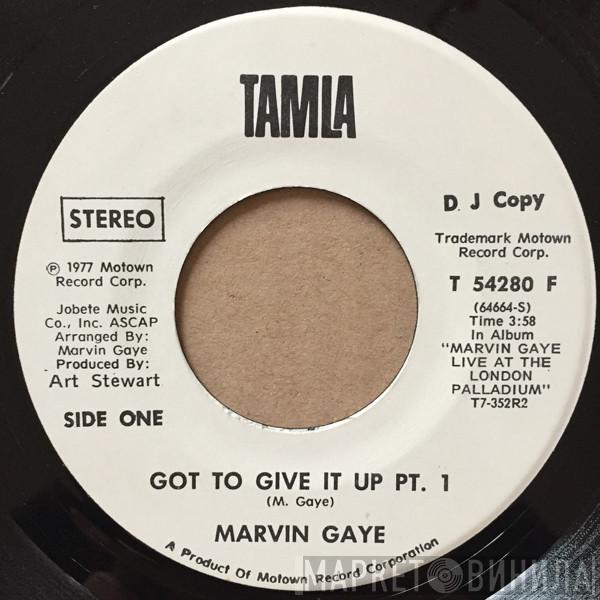 TAMLA
STEREO
℗ 1977 Motown
Record Corp.
Jobete Music
Co., Inc. ASCAP
Arranged By:
Marvin Gaye
Produced By:
Art Stewart
SIDE ONE
D. J Copy
Trademark Motown
Record Corp.
T 54280 F
(64664-S)
Time 3:58
In Album
"MARVIN GAYE
LIVE AT THE
LONDON
PALLADIUM"
T7-352R2
GOT TO GIVE IT UP PT. 1
(M. Gaye)
MARVIN GAYE
A Product Of Motown Record Corporation
МАРКЕТ ВИНИЛА